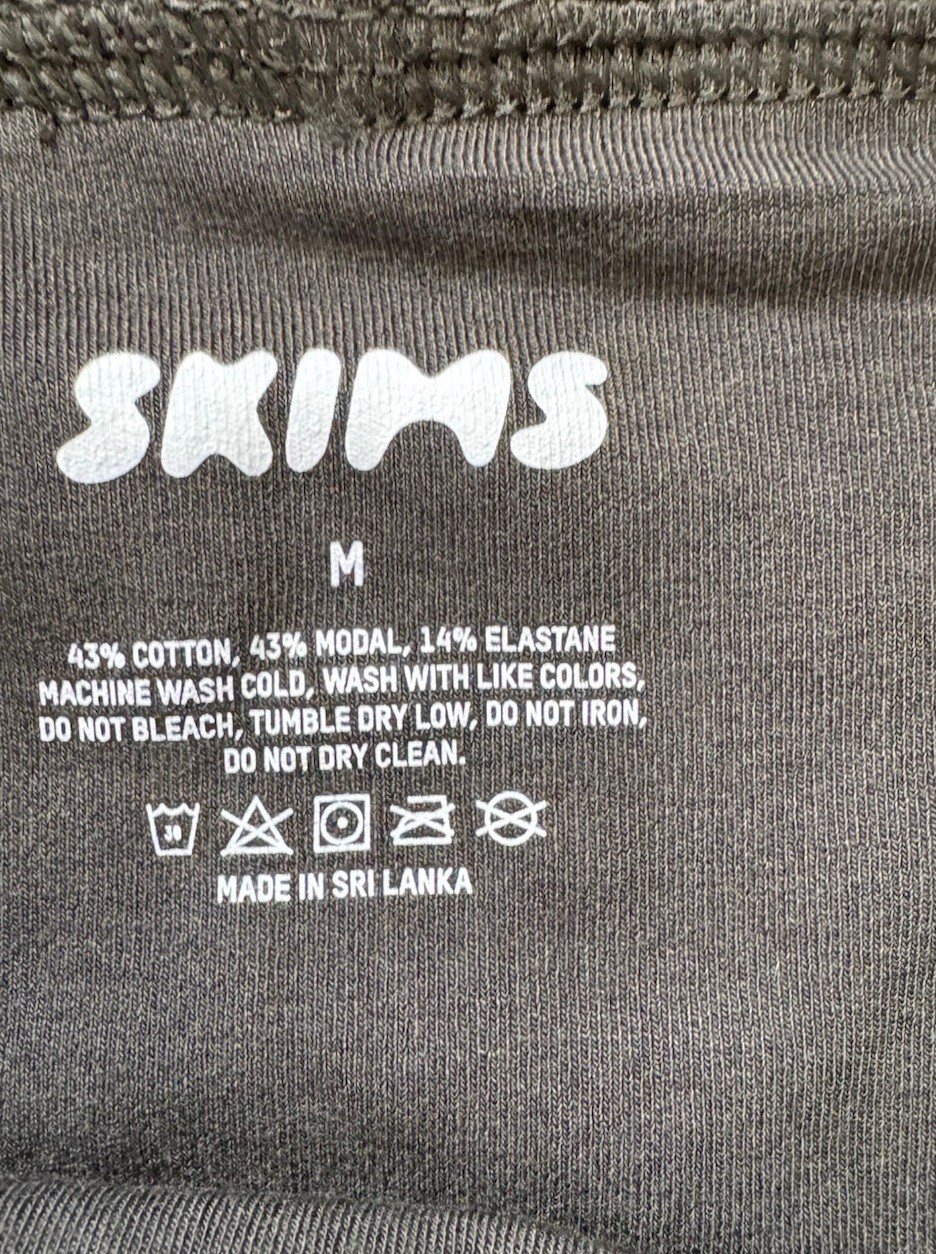 SKIMS
M
43% COTTON, 43% MODAL, 14% ELASTANE
MACHINE WASH COLD, WASH WITH LIKE COLORS,
DO NOT BLEACH, TUMBLE DRY LOW, DO NOT IRON,
DO NOT DRY CLEAN.
30
MADE IN SRI LANKA